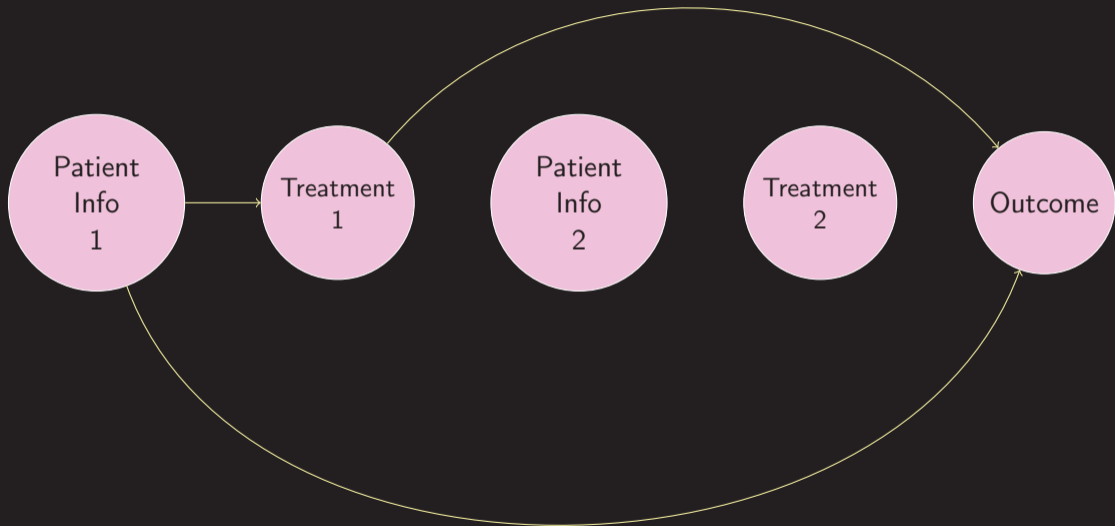 Patient
Info
1
Treatment
1
Patient
Info
2
Treatment
2
Outcome